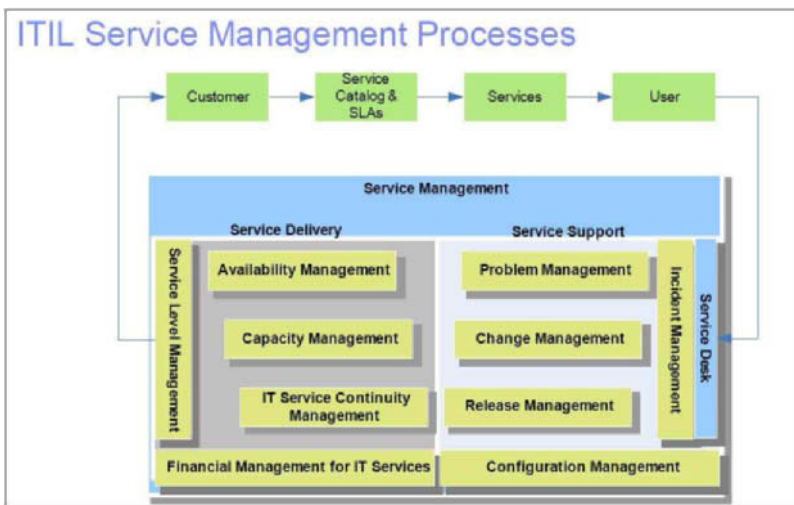 ITIL Service Management Processes
Customer
Service
Catalog &
SLAs
Services
User
Service Management
Service Delivery
Service Support
Service Level Management
Availability Management
Capacity Management
IT Service Continuity
Management
Financial Management for IT Services
Problem Management
Change Management
Release Management
Configuration Management
Incident Management
Service Desk